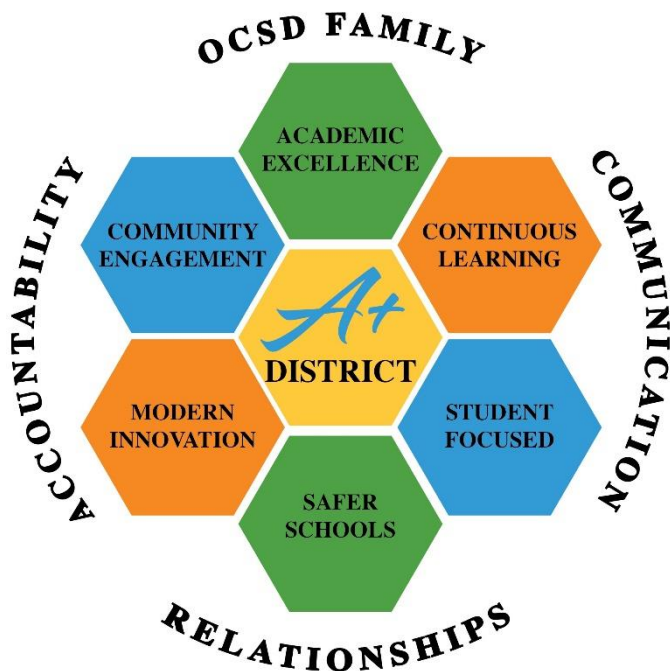 OCSD FAMILY
ACADEMIC
EXCELLENCE
COMMUNITY
ENGAGEMENT
CONTINUOUS
LEARNING
A+
DISTRICT
MODERN
INNOVATION
STUDENT
FOCUSED
SAFER
SCHOOLS
ACCOUNTABILITY
COMMUNICATION
RELATIONSHIPS